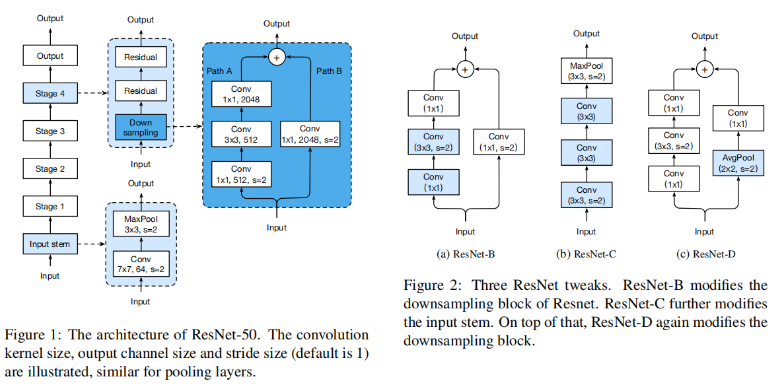 Output
Output
Stage 4
Stage 3
Stage 2
Stage 1
Input stem
Input
Output
Residual
Residual
Down
sampling
Input
Output
MaxPool
3x3, s=2
Conv
7x7, 64, s=2
Input
Output
+
Path A
Path B
Conv
1x1, 2048
Conv
3x3, 512
Conv
1x1, 512, s=2
Conv
1x1, 2048, s=2
Input
Figure 1: The architecture of ResNet-50. The convolution
kernel size, output channel size and stride size (default is 1)
are illustrated, similar for pooling layers.
Output
+
Conv
(1x1)
Conv
(3x3, s=2)
Conv
(1x1)
Conv
(1x1, s=2)
Input
(a) ResNet-B
Output
MaxPool
(3x3, s=2)
Conv
(3x3)
Conv
(3x3)
Conv
(3x3, s=2)
Input
(b) ResNet-C
Output
+
Conv
(1x1)
Conv
(3x3, s=2)
Conv
(1x1)
Conv
(1x1)
AvgPool
(2x2, s=2)
Input
(c) ResNet-D
Figure 2: Three ResNet tweaks. ResNet-B modifies the
downsampling block of Resnet. ResNet-C further modifies
the input stem. On top of that, ResNet-D again modifies the
downsampling block.